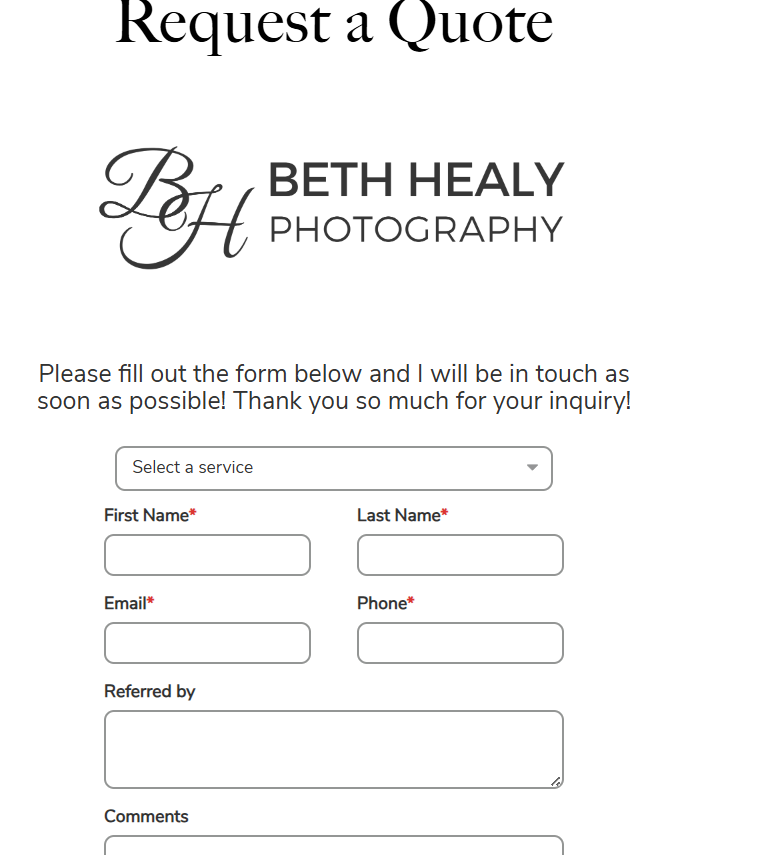 Request a Quote
BH BETH HEALY
PHOTOGRAPHY
Please fill out the form below and I will be in touch as
soon as possible! Thank you so much for your inquiry!
Select a service
First Name* Last Name*
Email* Phone*
Referred by
Comments